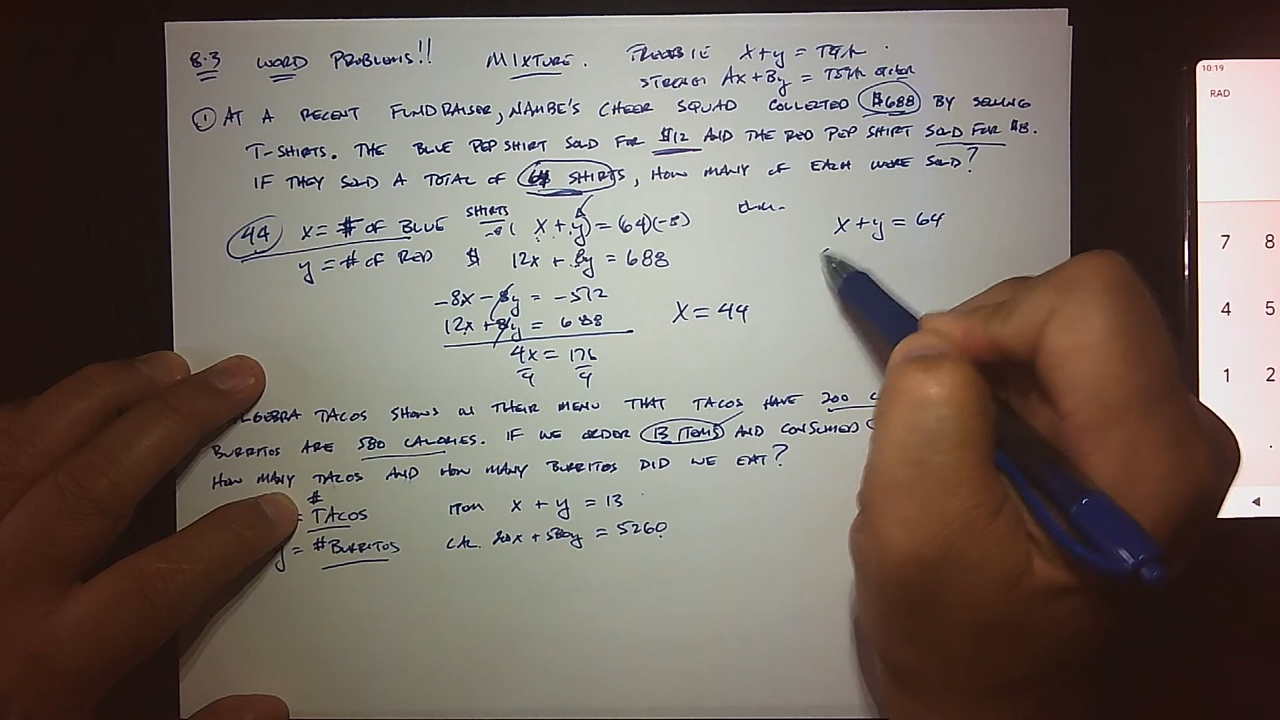 8.3 WORD PROBLEMS!! MIXTURE. x+y = TOTAL
Ax+By = TOTAL
① AT A RECENT FUNDRAISER, NAMBE'S CHEER SQUAD COLLECTED $688 BY SELLING
T-SHIRTS. THE BLUE PEP SHIRT SOLD FOR $12 AND THE RED PEP SHIRT SOLD FOR $8.
IF THEY SOLD A TOTAL OF 64 SHIRTS, HOW MANY OF EACH WERE SOLD?
44 x = # OF BLUE SHIRTS -8( x+y)=64)(-8)
y = # OF RED $ 12x + 8y = 688
x+y = 64
-8x-8y = -512
12x+8y = 688
4x = 176
4 4
x = 44
ALGEBRA TACOS SHOWS ON THEIR MENU THAT TACOS HAVE 200
BURRITOS ARE 580 CALORIES. IF WE ORDER 13 ITEMS AND CONSUMED
HOW MANY TACOS AND HOW MANY BURRITOS DID WE EAT?
= # TACOS ITEM x + y = 13
y = # BURRITOS CAL. 200x + 580y = 5260
10:19
RAD
7 8
4 5
1 2
.